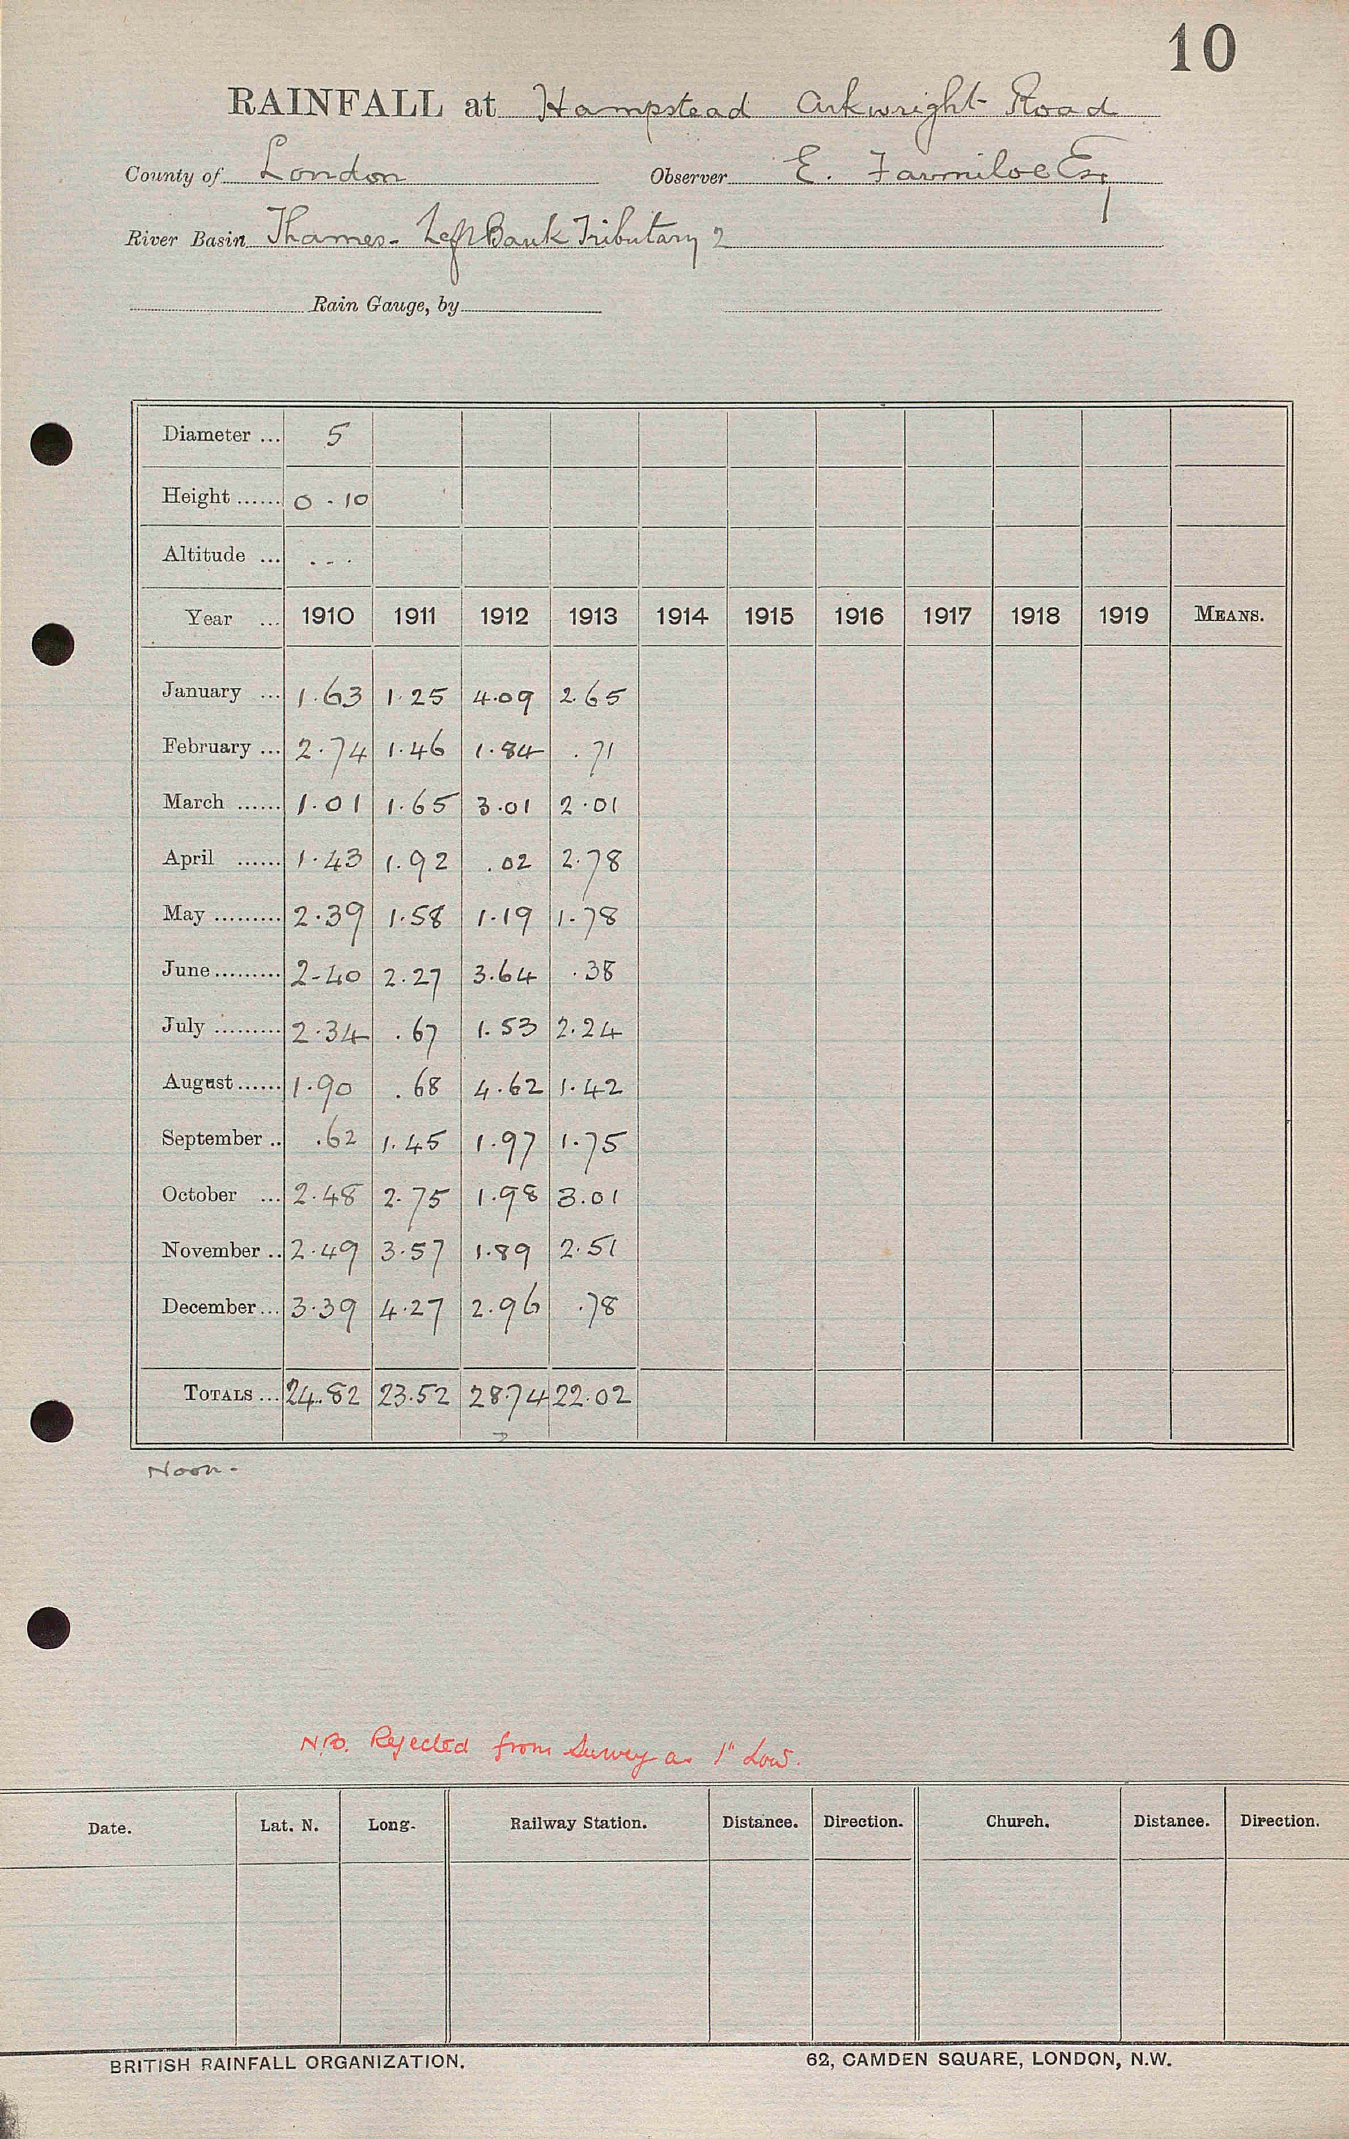 10
RAINFALL at Hampstead Arkwright Road
County of London Observer E. Farmiloe Esq
River Basin Thames - Left Bank Tributary 2
Rain Gauge, by
Diameter ... 5
Height ...... 0 - 10
Altitude ... ...
Year ... 1910 1911 1912 1913 1914 1915 1916 1917 1918 1919 MEANS.
January ... 1.63 1.25 4.09 2.65
February ... 2.74 1.46 1.84 .71
March ...... 1.01 1.65 3.01 2.01
April ...... 1.43 1.92 .02 2.78
May ......... 2.39 1.58 1.19 1.78
June ......... 2.40 2.27 3.64 .38
July ......... 2.34 .67 1.53 2.24
August ...... 1.90 .68 4.62 1.42
September .. .62 1.45 1.97 1.75
October ... 2.48 2.75 1.98 3.01
November .. 2.49 3.57 1.89 2.51
December ... 3.39 4.27 2.96 .78
TOTALS ... 24.82 23.52 28.74 22.02
Noon -
N.B. Rejected from Survey as 1" Low.
Date. Lat. N. Long. Railway Station. Distance. Direction. Church. Distance. Direction.
BRITISH RAINFALL ORGANIZATION. 62, CAMDEN SQUARE, LONDON, N.W.